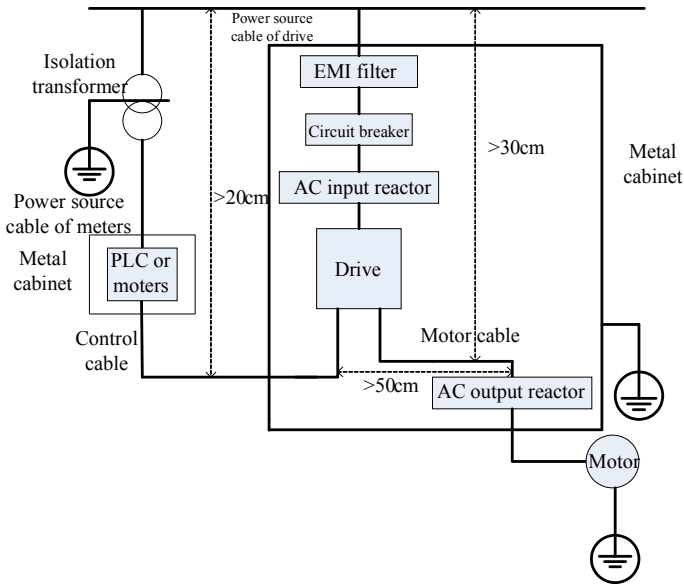 Power source
cable of drive
Isolation
transformer
EMI filter
Circuit breaker
>30cm
Metal
cabinet
AC input reactor
>20cm
Power source
cable of meters
Metal
cabinet
PLC or
moters
Drive
Control
cable
Motor cable
>50cm
AC output reactor
Motor